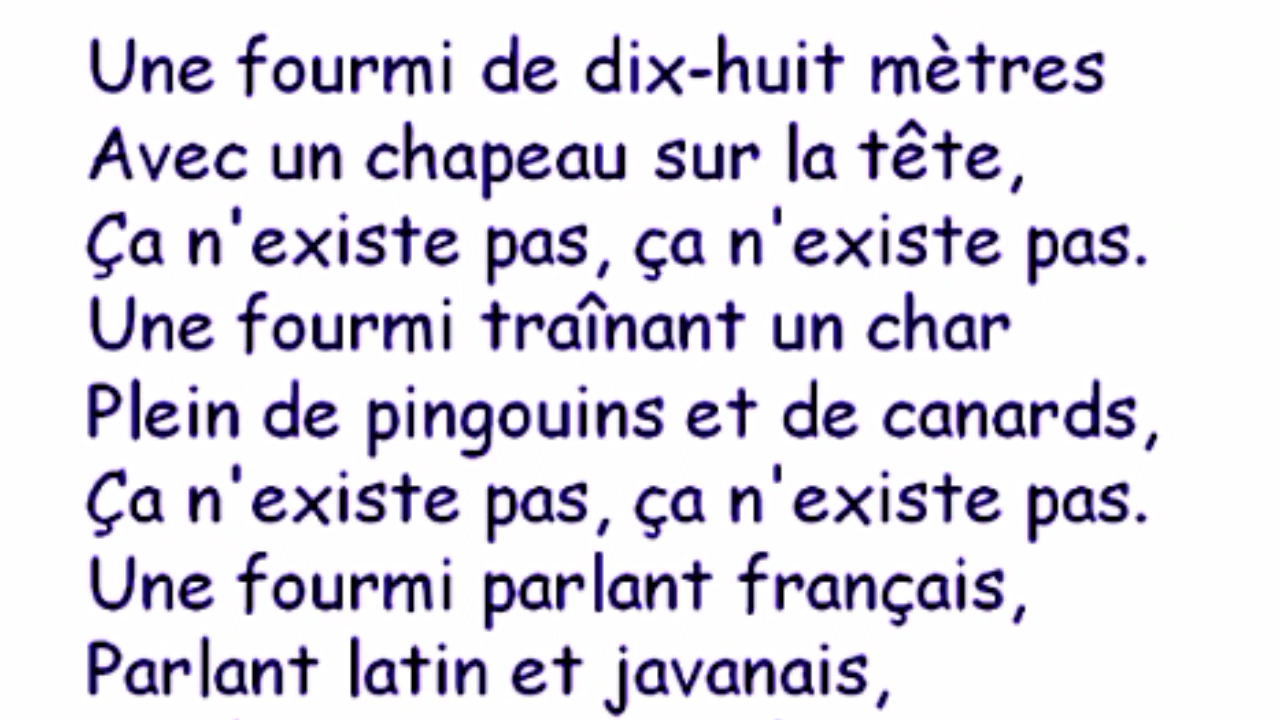 Une fourmi de dix-huit mètres
Avec un chapeau sur la tête,
Ça n'existe pas, ça n'existe pas.
Une fourmi traînant un char
Plein de pingouins et de canards,
Ça n'existe pas, ça n'existe pas.
Une fourmi parlant français,
Parlant latin et javanais,